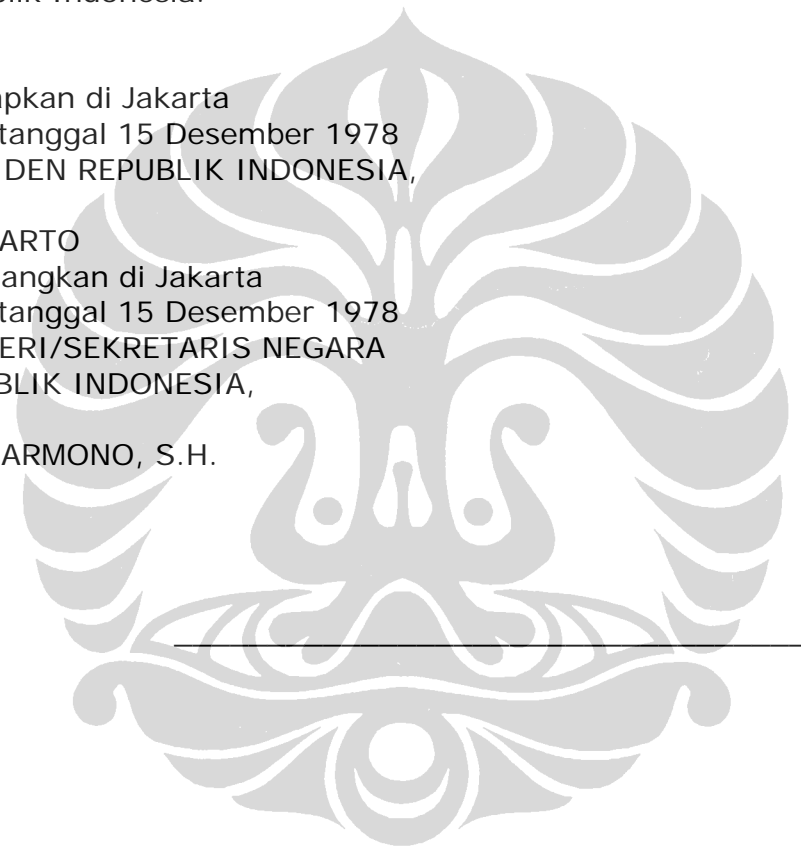 blik Indonesia.
apkan di Jakarta
tanggal 15 Desember 1978
DEN REPUBLIK INDONESIA,
ARTO
angkan di Jakarta
tanggal 15 Desember 1978
ERI/SEKRETARIS NEGARA
BLIK INDONESIA,
ARMONO, S.H.